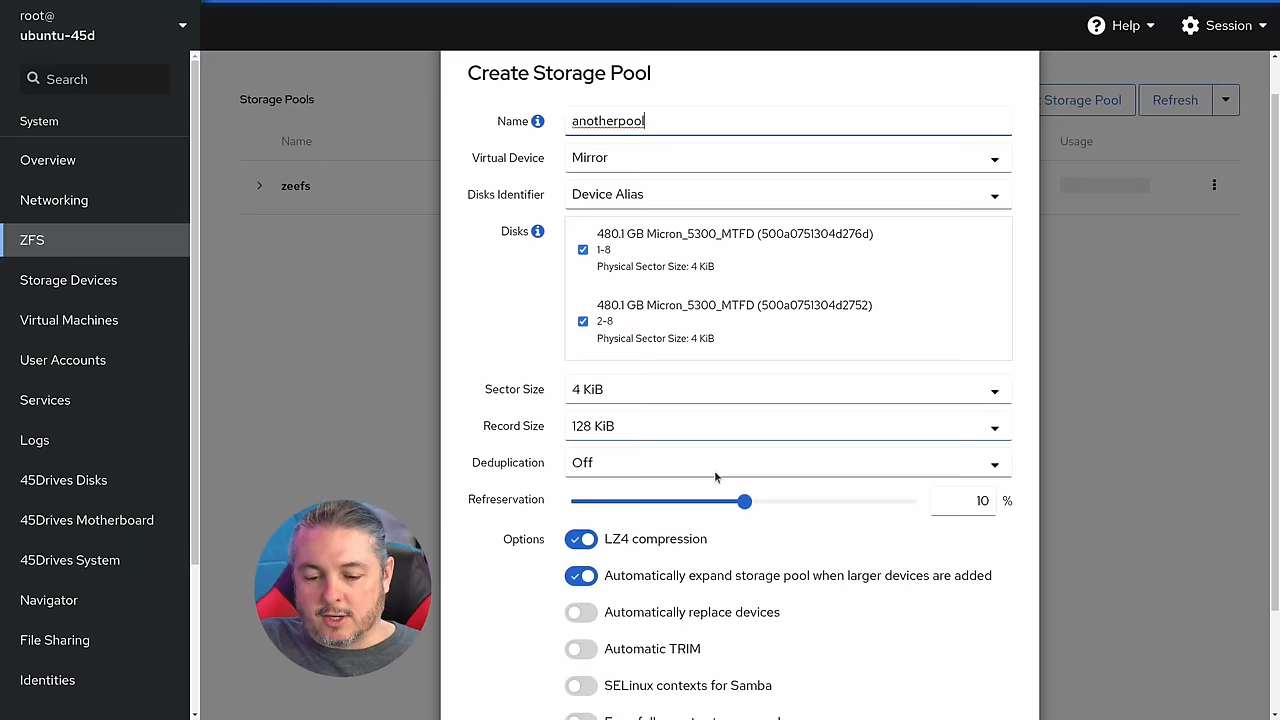 root@
ubuntu-45d
Help
Session
Search
System
Overview
Networking
ZFS
Storage Devices
Virtual Machines
User Accounts
Services
Logs
45Drives Disks
45Drives Motherboard
45Drives System
Navigator
File Sharing
Identities
Storage Pools
Storage Pool
Refresh
Name
Usage
zeefs
Create Storage Pool
Name
anotherpool
Virtual Device
Mirror
Disks Identifier
Device Alias
Disks
480.1 GB Micron_5300_MTFD (500a0751304d276d)
1-8
Physical Sector Size: 4 KiB
480.1 GB Micron_5300_MTFD (500a0751304d2752)
2-8
Physical Sector Size: 4 KiB
Sector Size
4 KiB
Record Size
128 KiB
Deduplication
Off
Refreservation
10 %
Options
LZ4 compression
Automatically expand storage pool when larger devices are added
Automatically replace devices
Automatic TRIM
SELinux contexts for Samba